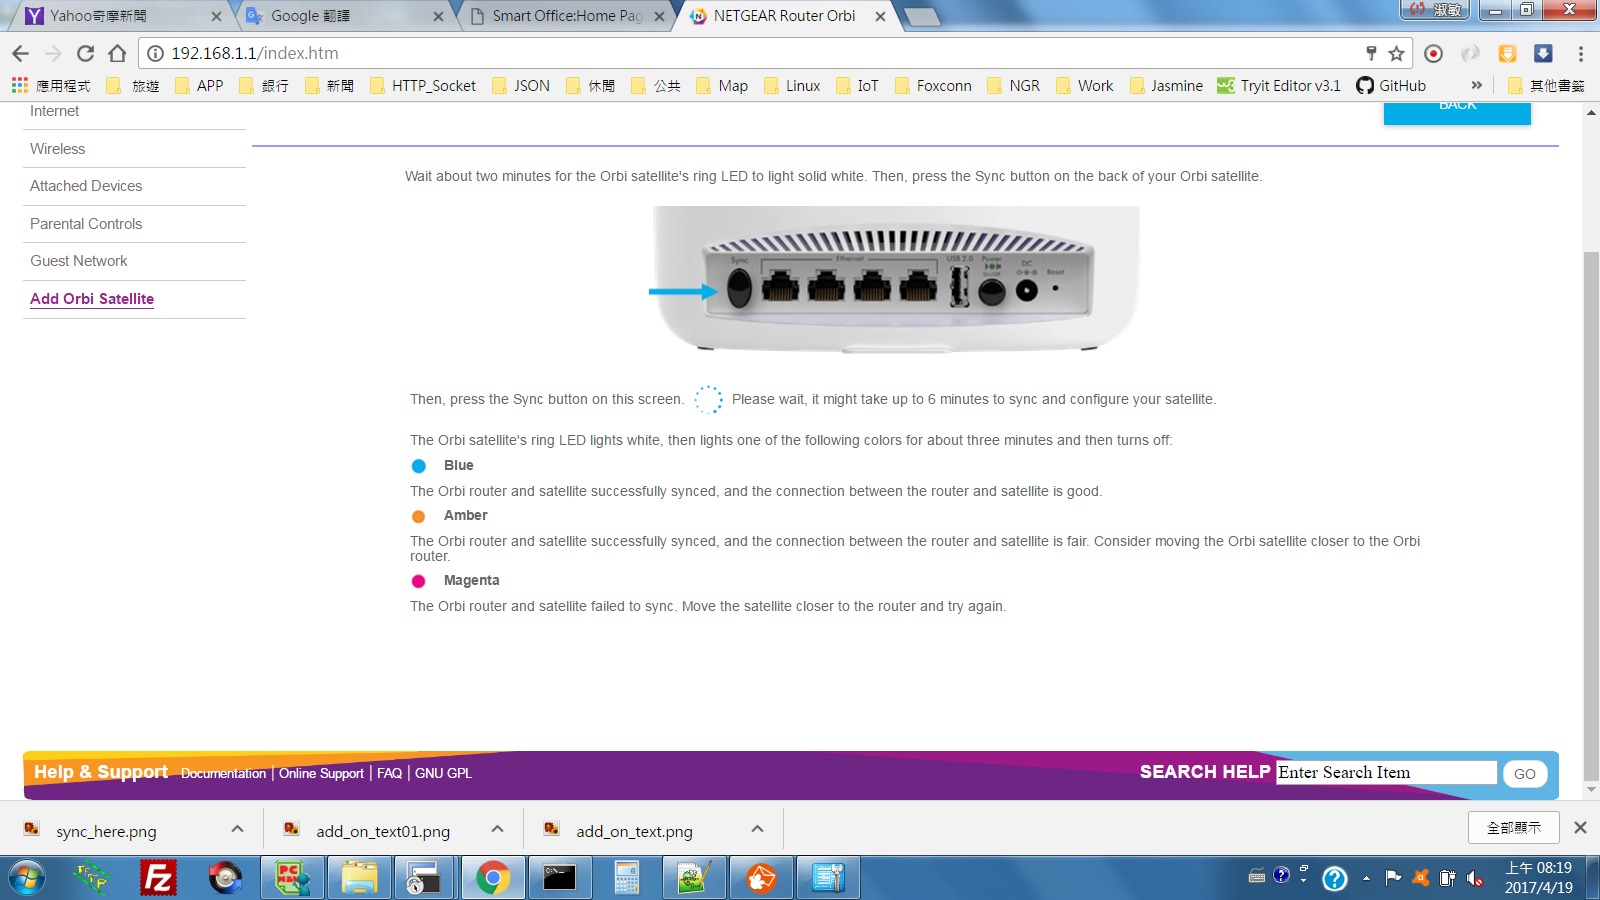 Yahoo奇摩新聞
Google 翻譯
Smart Office:Home Pag
NETGEAR Router Orbi
淑敏
192.168.1.1/index.htm
應用程式 旅遊 APP 銀行 新聞 HTTP_Socket JSON 休閒 公共 Map Linux IoT Foxconn NGR Work Jasmine Tryit Editor v3.1 GitHub » 其他書籤
Internet
BACK
Wireless
Attached Devices
Parental Controls
Guest Network
Add Orbi Satellite
Wait about two minutes for the Orbi satellite's ring LED to light solid white. Then, press the Sync button on the back of your Orbi satellite.
Sync Ethernet USB 2.0 Power On/Off DC Reset
Then, press the Sync button on this screen. Please wait, it might take up to 6 minutes to sync and configure your satellite.
The Orbi satellite's ring LED lights white, then lights one of the following colors for about three minutes and then turns off:
Blue
The Orbi router and satellite successfully synced, and the connection between the router and satellite is good.
Amber
The Orbi router and satellite successfully synced, and the connection between the router and satellite is fair. Consider moving the Orbi satellite closer to the Orbi
router.
Magenta
The Orbi router and satellite failed to sync. Move the satellite closer to the router and try again.
Help & Support Documentation | Online Support | FAQ | GNU GPL
SEARCH HELP Enter Search Item GO
sync_here.png
add_on_text01.png
add_on_text.png
全部顯示
上午 08:19
2017/4/19